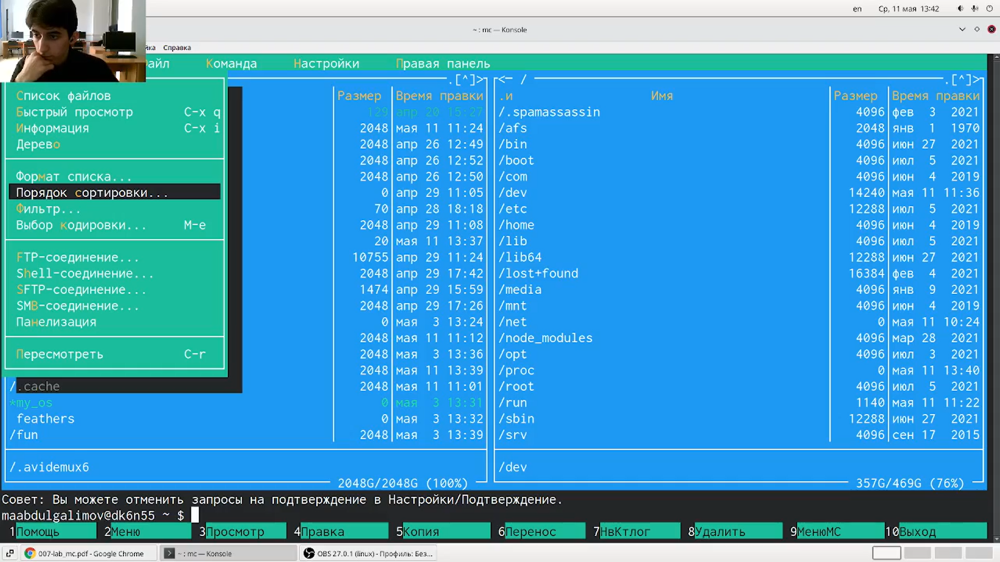 en Ср, 11 мая 13:42
~ : mc — Konsole
йка Справка
айл Команда Настройки Правая панель
.[^]> <- / .[^]>
Список файлов
Быстрый просмотр C-x q
Информация C-x i
Дерево
Формат списка...
Порядок сортировки...
Фильтр...
Выбор кодировки... M-e
FTP-соединение...
Shell-соединение...
SFTP-соединение...
SMB-соединение...
Панелизация
Пересмотреть C-r
Размер Время правки
129 апр 20 15:27
2048 мая 11 11:24
2048 апр 26 12:49
2048 апр 26 12:52
2048 апр 26 12:50
0 апр 29 11:05
70 апр 28 18:18
2048 апр 29 11:08
20 мая 11 13:37
10755 апр 29 11:24
2048 апр 29 17:42
1474 апр 29 15:59
2048 апр 29 17:26
0 мая 3 13:24
2048 мая 11 11:12
2048 мая 3 13:36
2048 мая 11 13:39
/.cache 2048 мая 11 11:01
*my_os 0 мая 3 13:31
feathers 0 мая 3 13:32
/fun 2048 мая 3 13:39
/.avidemux6
2048G/2048G (100%)
.и Имя Размер Время правки
/.spamassassin 4096 фев 3 2021
/afs 2048 янв 1 1970
/bin 4096 июн 27 2021
/boot 4096 июл 5 2021
/com 4096 июн 4 2019
/dev 14240 мая 11 11:36
/etc 12288 июл 5 2021
/home 4096 июн 4 2019
/lib 4096 июл 5 2021
/lib64 12288 июн 27 2021
/lost+found 16384 фев 4 2021
/media 4096 янв 9 2021
/mnt 4096 июн 4 2019
/net 0 мая 11 10:24
/node_modules 4096 мар 28 2021
/opt 4096 июл 3 2021
/proc 0 мая 11 13:40
/root 4096 июл 5 2021
/run 1140 мая 11 11:22
/sbin 12288 июн 27 2021
/srv 4096 сен 17 2015
/dev
357G/469G (76%)
Совет: Вы можете отменить запросы на подтверждение в Настройки/Подтверждение.
maabdulgalimov@dk6n55 ~ $
1Помощь 2Меню 3Просмотр 4Правка 5Копия 6Перенос 7НвКтлог 8Удалить 9МенюMC 10Выход
007-lab_mc.pdf - Google Chrome ~ : mc — Konsole OBS 27.0.1 (linux) - Профиль: Без...